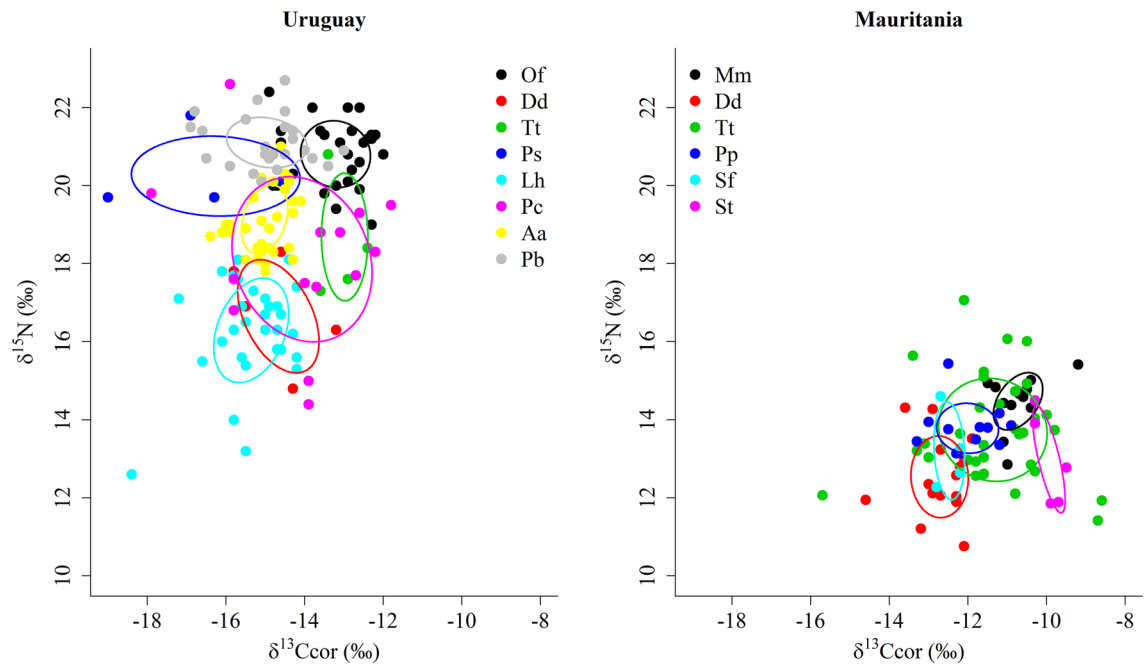 Uruguay
Mauritania
δ¹⁵N (‰)
22
20
18
16
14
12
10
Of
Dd
Tt
Ps
Lh
Pc
Aa
Pb
-18
-16
-14
-12
-10
-8
δ¹³Ccor (‰)
δ¹⁵N (‰)
22
20
18
16
14
12
10
Mm
Dd
Tt
Pp
Sf
St
-18
-16
-14
-12
-10
-8
δ¹³Ccor (‰)